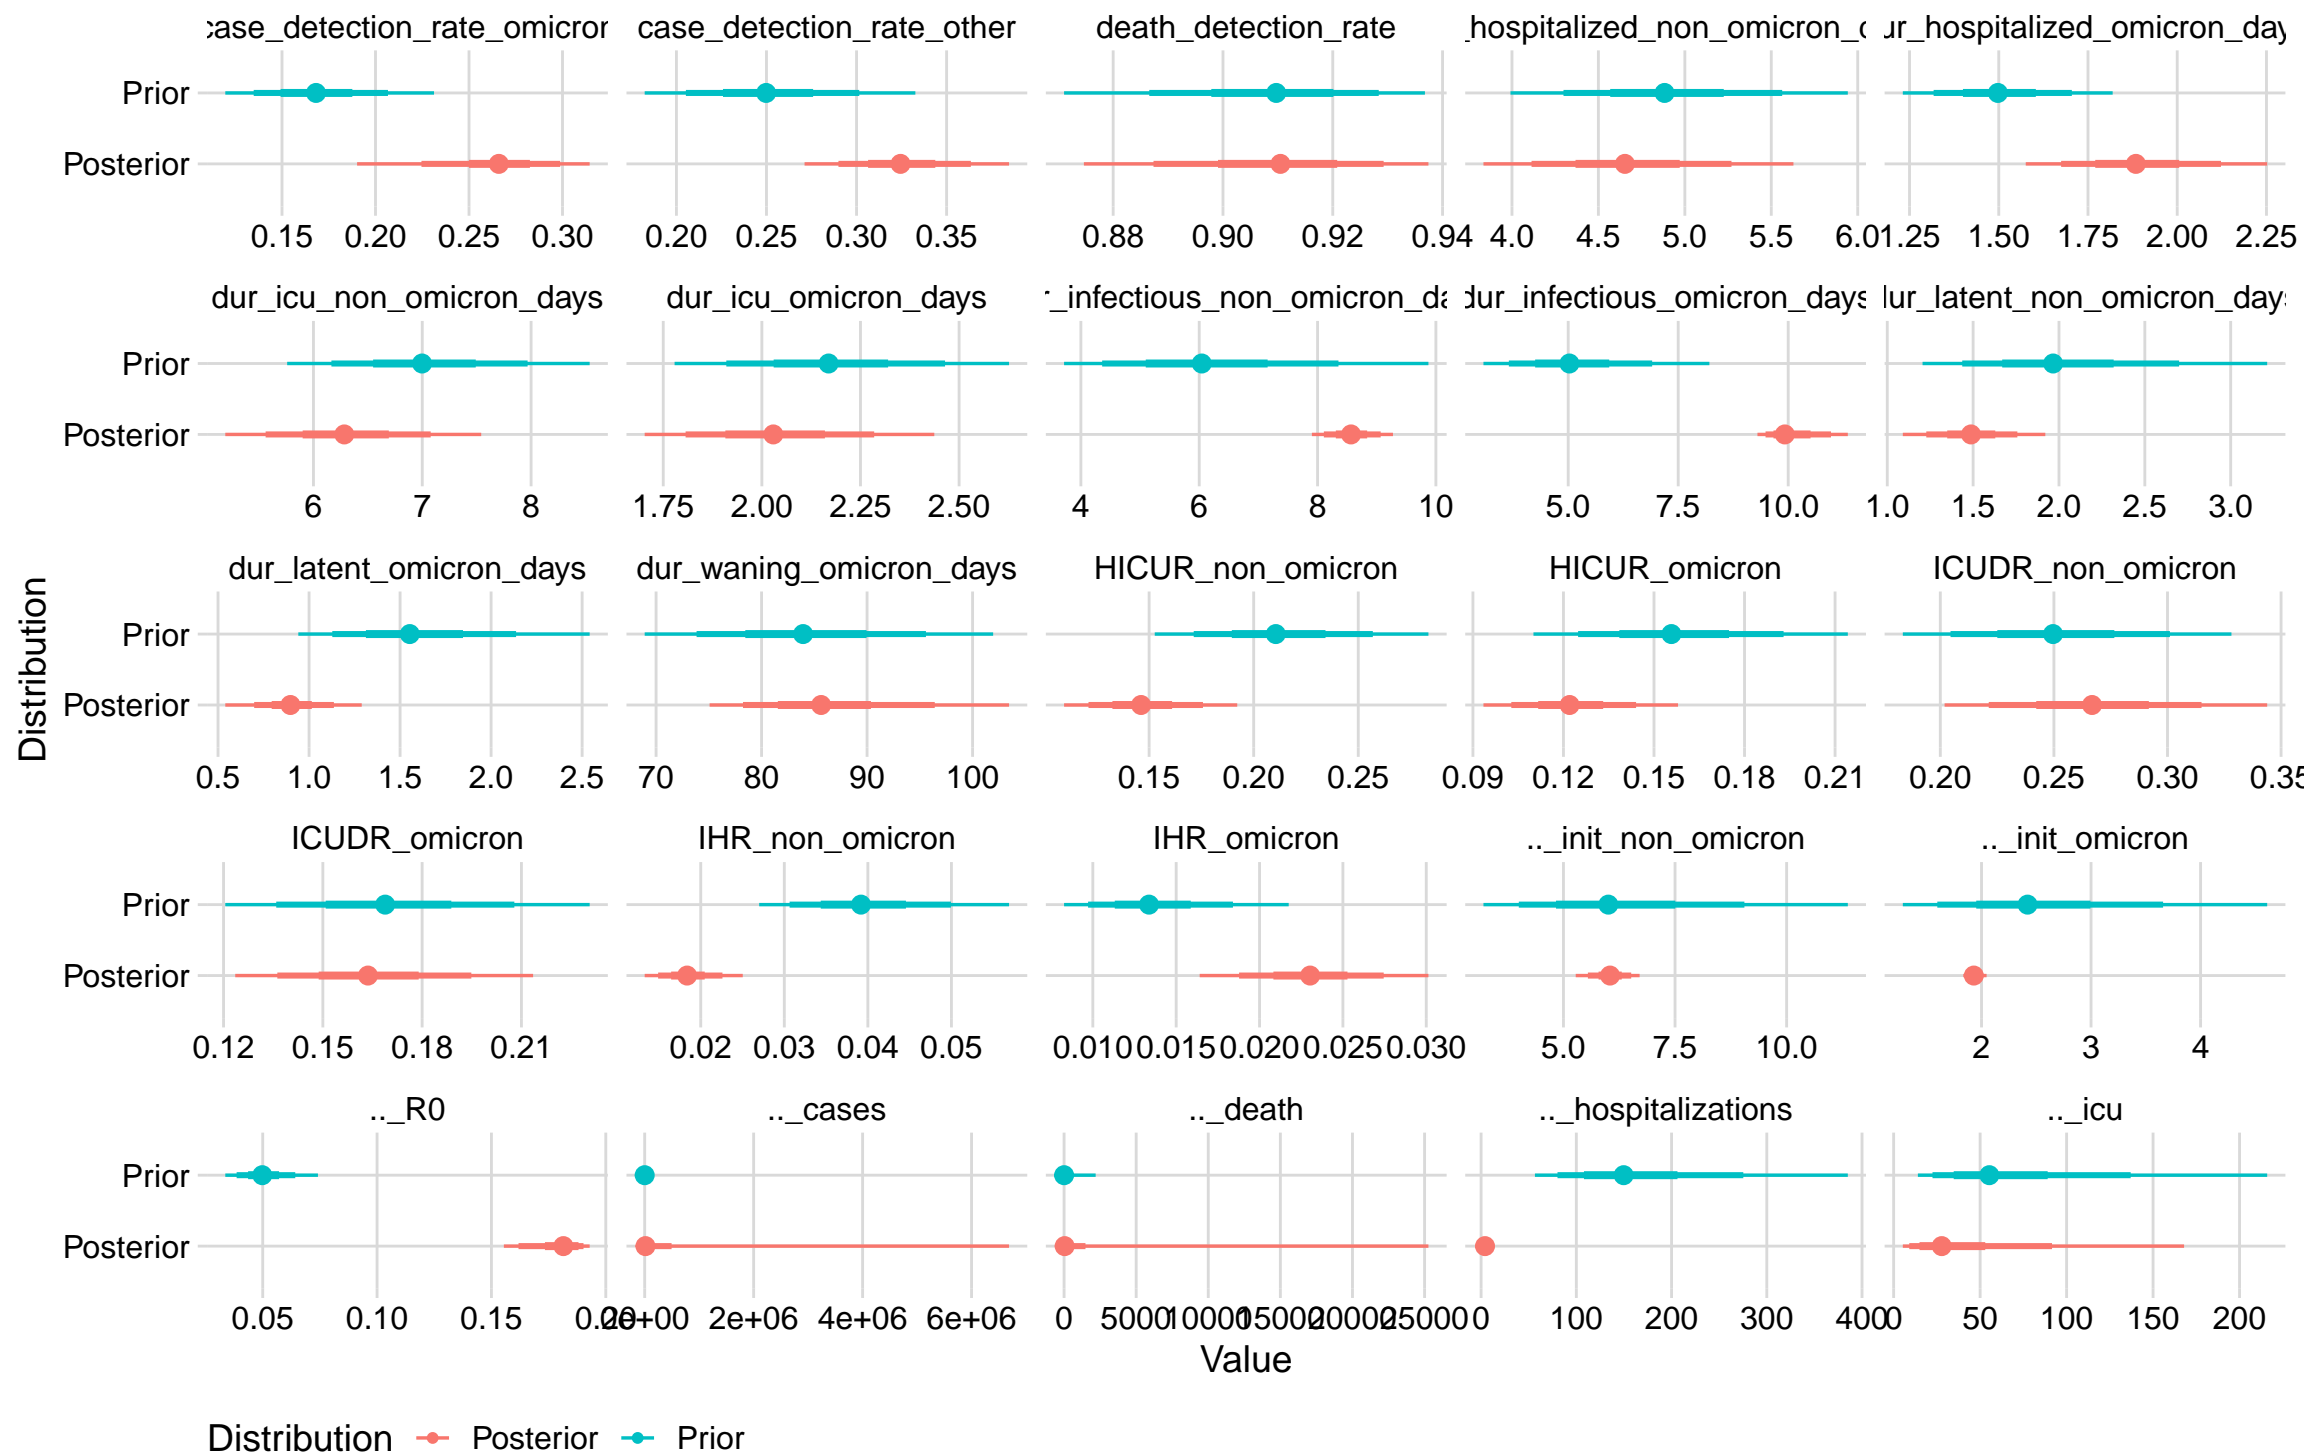 case_detection_rate_omicron case_detection_rate_other death_detection_rate _hospitalized_non_omicron_ ur_hospitalized_omicron_day
Prior
Posterior
0.15 0.20 0.25 0.30 0.20 0.25 0.30 0.35 0.88 0.90 0.92 0.94 4.0 4.5 5.0 5.5 6.0 1.25 1.50 1.75 2.00 2.25
dur_icu_non_omicron_days dur_icu_omicron_days _infectious_non_omicron_da dur_infectious_omicron_days dur_latent_non_omicron_days
Prior
Posterior
6 7 8 1.75 2.00 2.25 2.50 4 6 8 10 5.0 7.5 10.0 1.0 1.5 2.0 2.5 3.0
dur_latent_omicron_days dur_waning_omicron_days HICUR_non_omicron HICUR_omicron ICUDR_non_omicron
Prior
Posterior
0.5 1.0 1.5 2.0 2.5 70 80 90 100 0.15 0.20 0.25 0.09 0.12 0.15 0.18 0.21 0.20 0.25 0.30 0.35
Distribution
ICUDR_omicron IHR_non_omicron IHR_omicron .._init_non_omicron .._init_omicron
Prior
Posterior
0.12 0.15 0.18 0.21 0.02 0.03 0.04 0.05 0.010 0.015 0.020 0.025 0.030 5.0 7.5 10.0 2 3 4
.._R0 .._cases .._death .._hospitalizations .._icu
Prior
Posterior
0.05 0.10 0.15 0.20 0e+00 2e+06 4e+06 6e+06 0 5000 10000 15000 20000 25000 0 100 200 300 400 0 50 100 150 200
Value
Distribution Posterior Prior